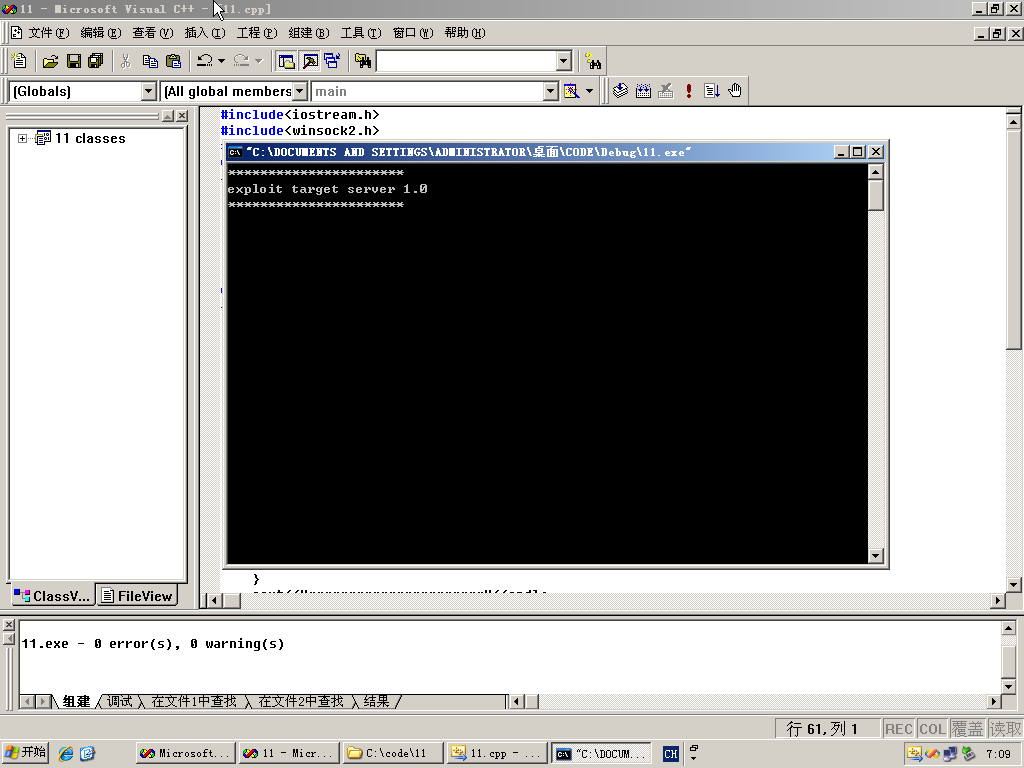 11 - Microsoft Visual C++ - [11.cpp]
文件(F) 编辑(E) 查看(V) 插入(I) 工程(P) 组建(B) 工具(T) 窗口(W) 帮助(H)
(Globals) (All global members main
11 classes
#include<iostream.h>
#include<winsock2.h>
"C:\DOCUMENTS AND SETTINGS\ADMINISTRATOR\桌面\CODE\Debug\11.exe"
**********************
exploit target server 1.0
**********************
}
ClassV... FileView
11.exe - 0 error(s), 0 warning(s)
组建 调试 在文件1中查找 在文件2中查找 结果
行 61, 列 1 REC COL 覆盖 读取
开始 Microsoft... 11 - Micr... C:\code\11 11.cpp - ... "C:\DOCUM... CH 7:09